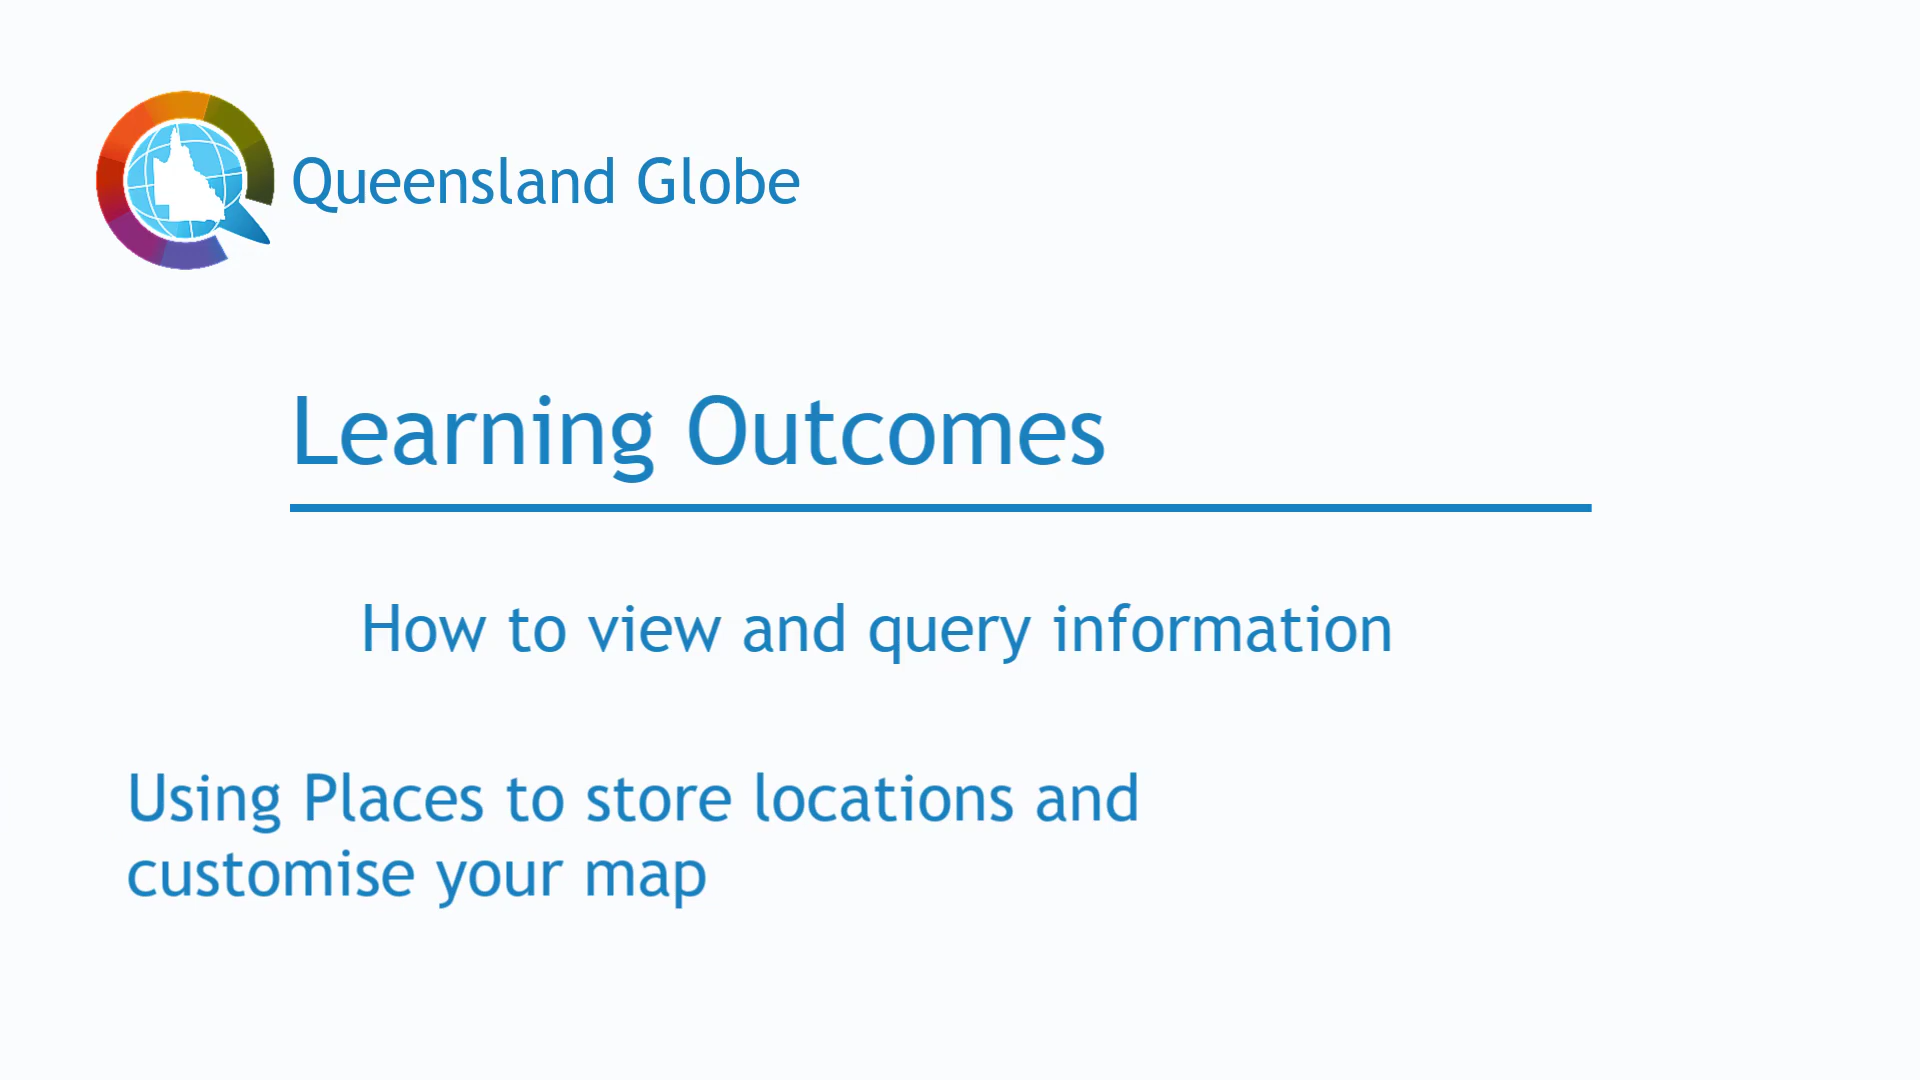 Queensland Globe
Learning Outcomes
How to view and query information
Using Places to store locations and
customise your map